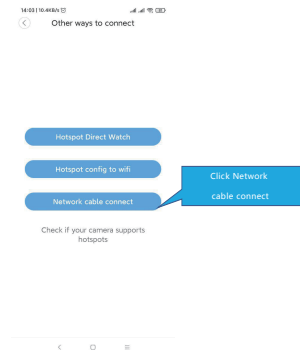 14:03 | 10.4KB/s
Other ways to connect
Hotspot Direct Watch
Hotspot config to wifi
Network cable connect
Click Network
cable connect
Check if your camera supports
hotspots